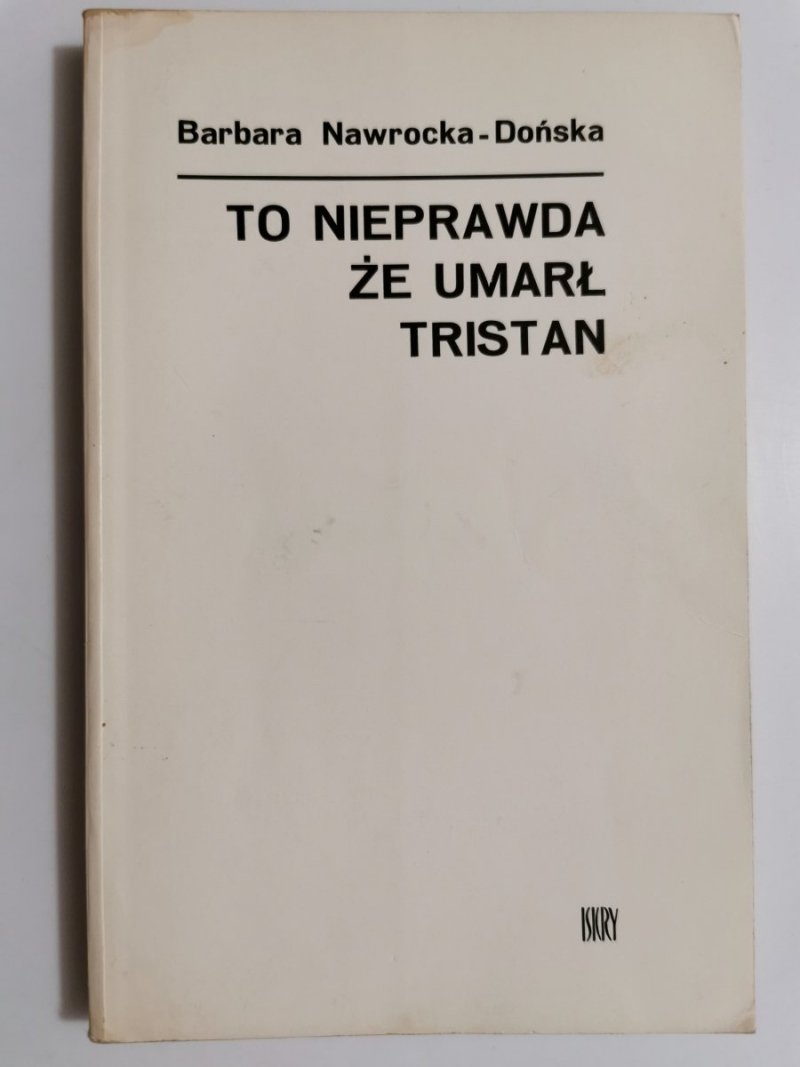 Barbara Nawrocka-Dońska
TO NIEPRAWDA
ŻE UMARŁ
TRISTAN
ISKRY